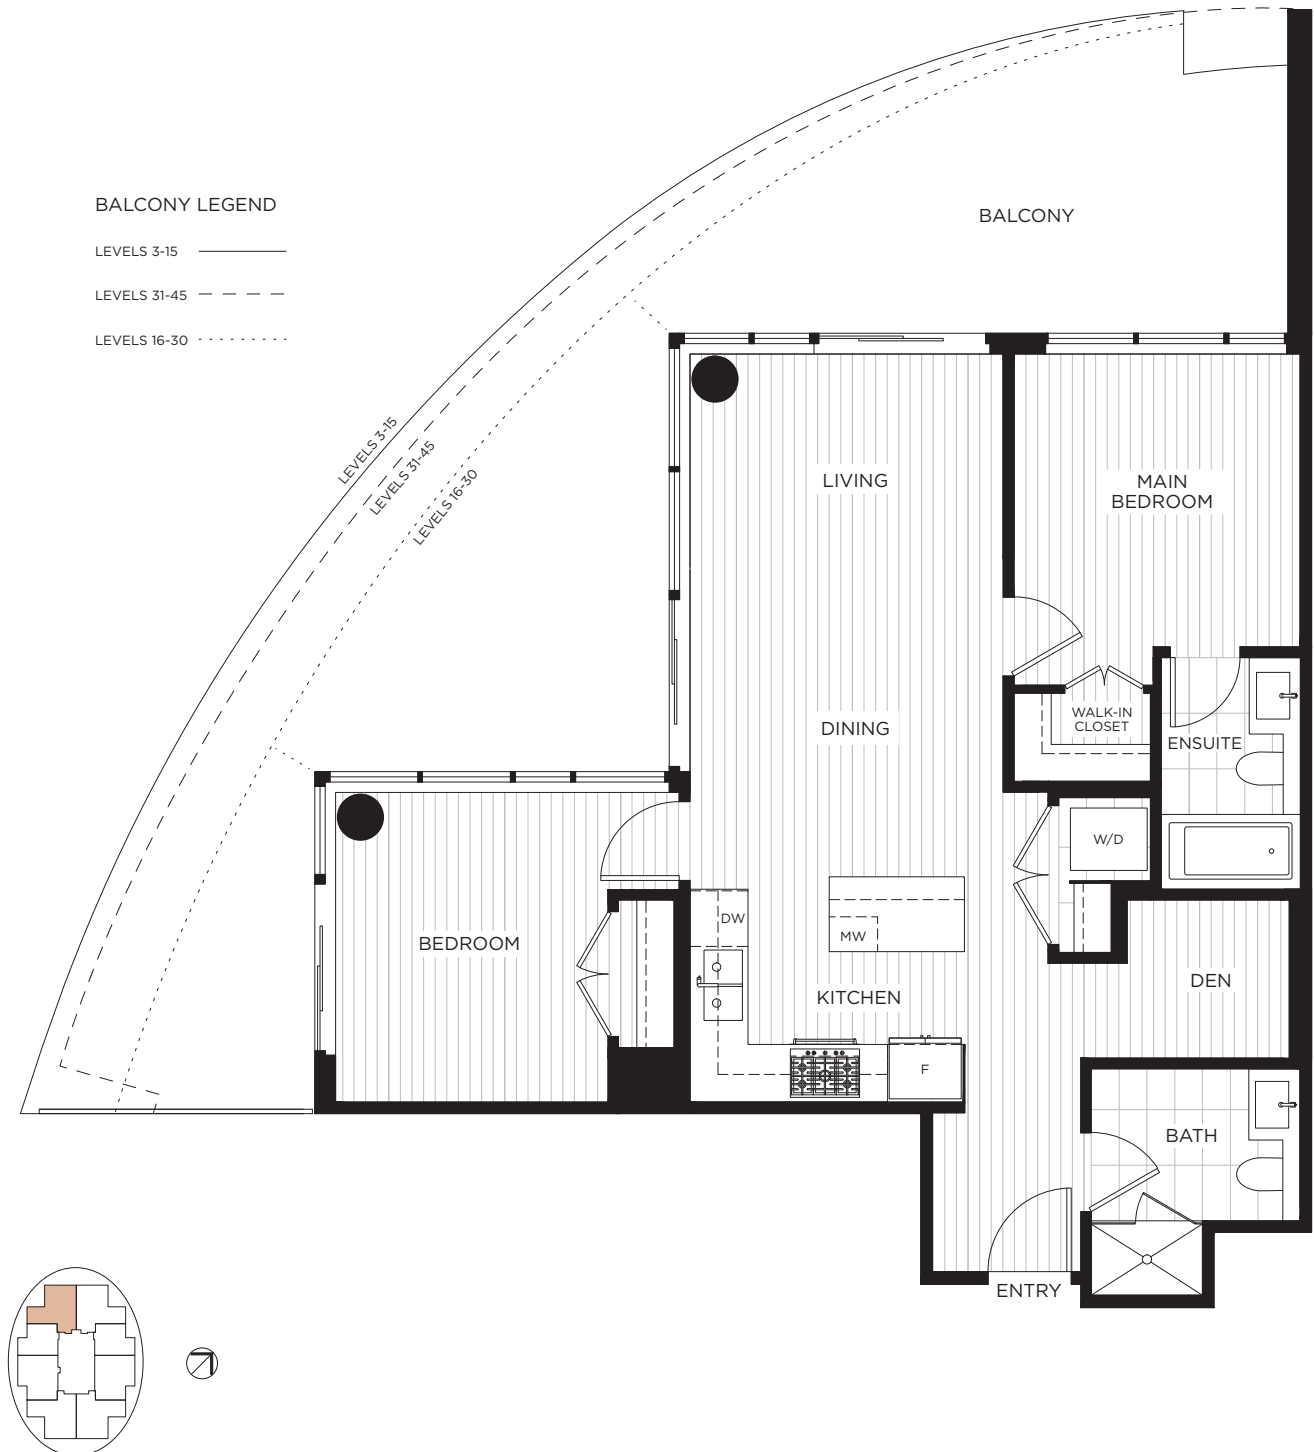 BALCONY LEGEND
LEVELS 3-15
LEVELS 31-45
LEVELS 16-30
BALCONY
LEVELS 3-15
LEVELS 31-45
LEVELS 16-30
LIVING
MAIN
BEDROOM
WALK-IN
CLOSET
DINING
ENSUITE
W/D
DW
MW
BEDROOM
DEN
KITCHEN
F
BATH
ENTRY